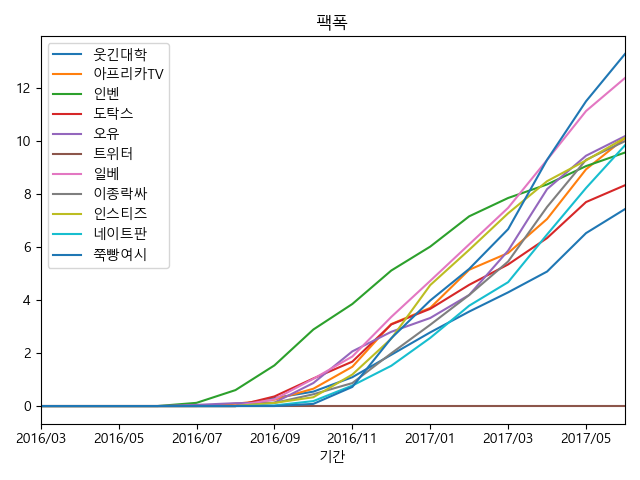 팩폭
웃긴대학
아프리카TV
인벤
도탁스
오유
트위터
일베
이종락싸
인스티즈
네이트판
쭉빵여시
12
10
8
6
4
2
0
2016/03 2016/05 2016/07 2016/09 2016/11 2017/01 2017/03 2017/05
기간